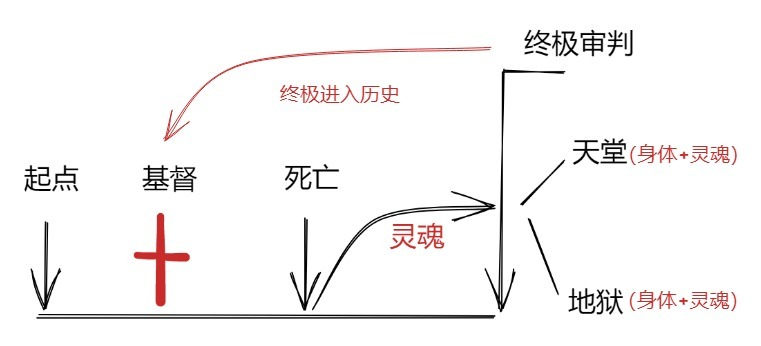 终极审判
终极进入历史
起点
基督
死亡
灵魂
天堂(身体+灵魂)
地狱(身体+灵魂)